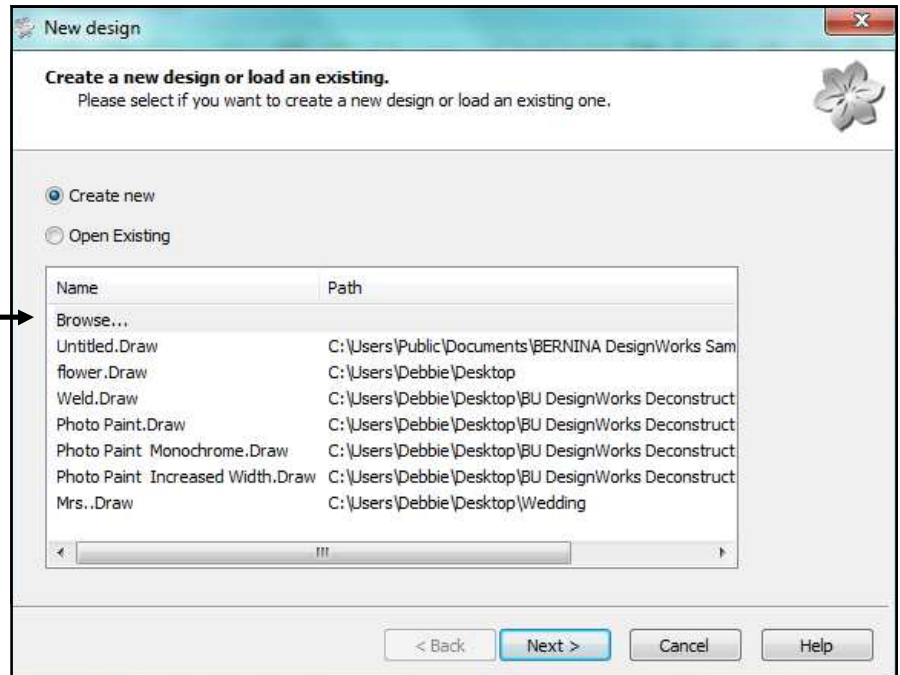 New design
Create a new design or load an existing.
Please select if you want to create a new design or load an existing one.
Create new
Open Existing
Name Path
Browse...
Untitled.Draw C:\Users\Public\Documents\BERNINA DesignWorks Sam
flower.Draw C:\Users\Debbie\Desktop
Weld.Draw C:\Users\Debbie\Desktop\BU DesignWorks Deconstruct
Photo Paint.Draw C:\Users\Debbie\Desktop\BU DesignWorks Deconstruct
Photo Paint Monochrome.Draw C:\Users\Debbie\Desktop\BU DesignWorks Deconstruct
Photo Paint Increased Width.Draw C:\Users\Debbie\Desktop\BU DesignWorks Deconstruct
Mrs..Draw C:\Users\Debbie\Desktop\Wedding
< Back Next > Cancel Help